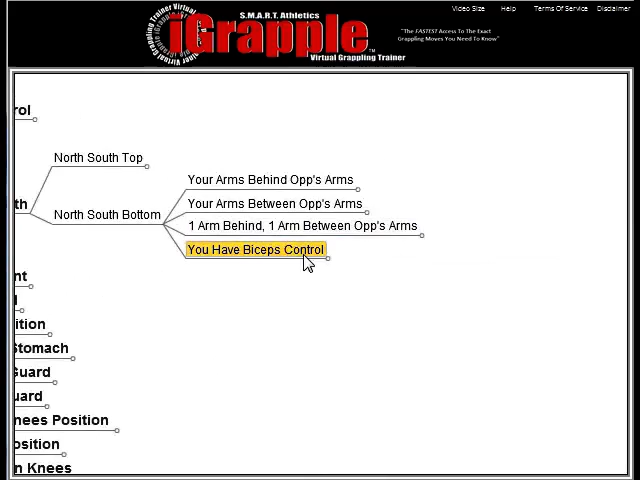 Video Size Help Terms Of Service Disclaimer
S.M.A.R.T. Athletics
iGrapple™
Virtual Grappling Trainer
"The FASTEST Access To The Exact
Grappling Moves You Need To Know"
rol
North South Top
th
North South Bottom
Your Arms Behind Opp's Arms
Your Arms Between Opp's Arms
1 Arm Behind, 1 Arm Between Opp's Arms
You Have Biceps Control
nt
l
ition
Stomach
Guard
uard
nees Position
osition
n Knees